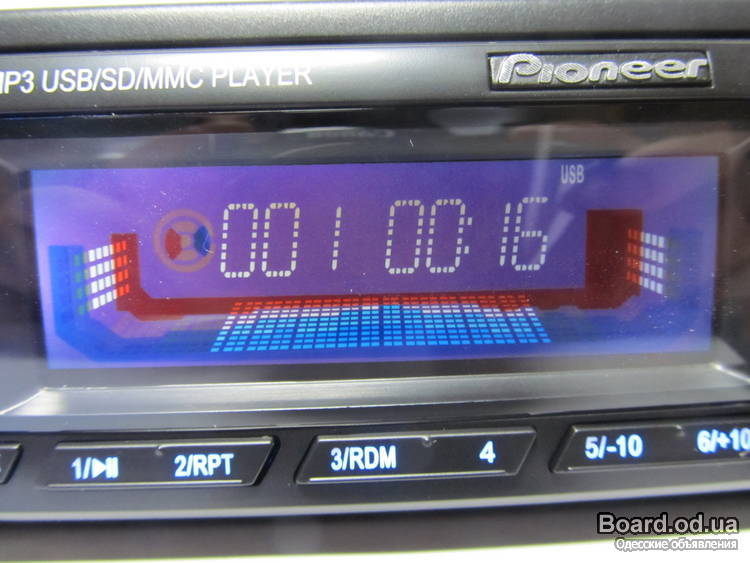 MP3 USB/SD/MMC PLAYER
Pioneer
USB
001 00:16
1/⏯ 2/RPT 3/RDM 4 5/-10 6/+10
Board.od.ua
Одесские объявления